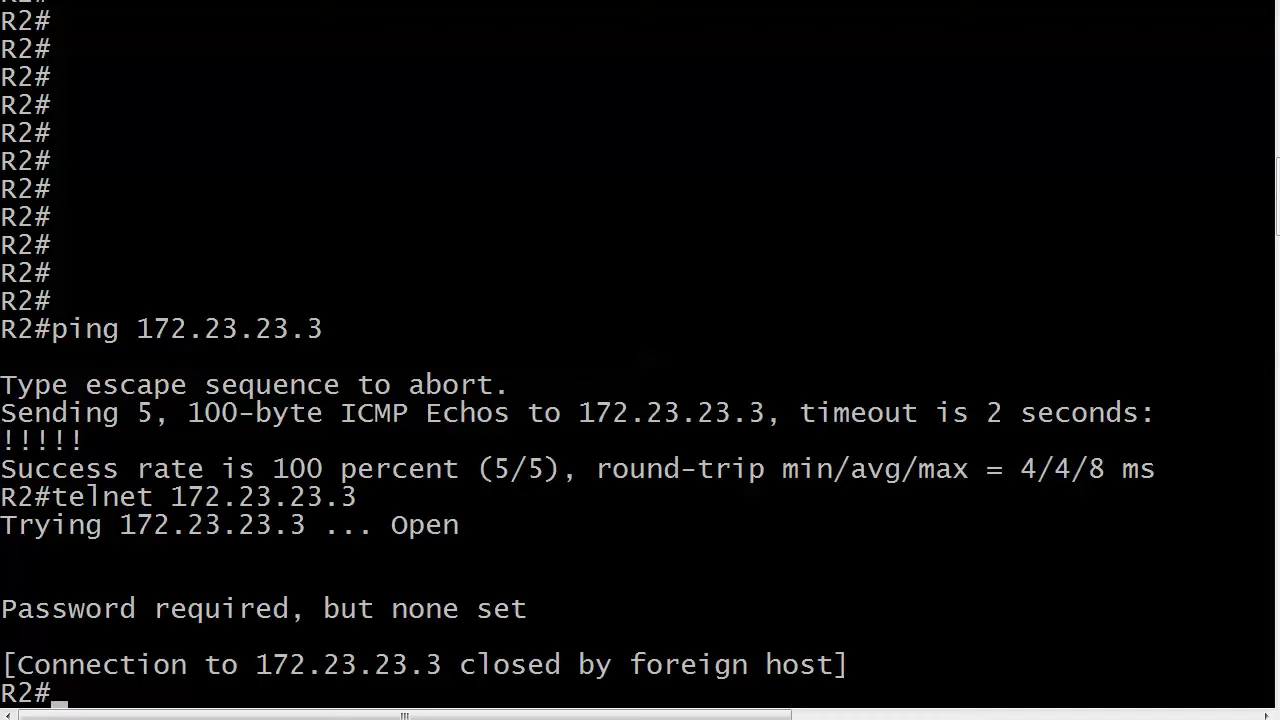 R2#
R2#
R2#
R2#
R2#
R2#
R2#
R2#
R2#
R2#
R2#
R2#ping 172.23.23.3
Type escape sequence to abort.
Sending 5, 100-byte ICMP Echos to 172.23.23.3, timeout is 2 seconds:
!!!!!
Success rate is 100 percent (5/5), round-trip min/avg/max = 4/4/8 ms
R2#telnet 172.23.23.3
Trying 172.23.23.3 ... Open
Password required, but none set
[Connection to 172.23.23.3 closed by foreign host]
R2#